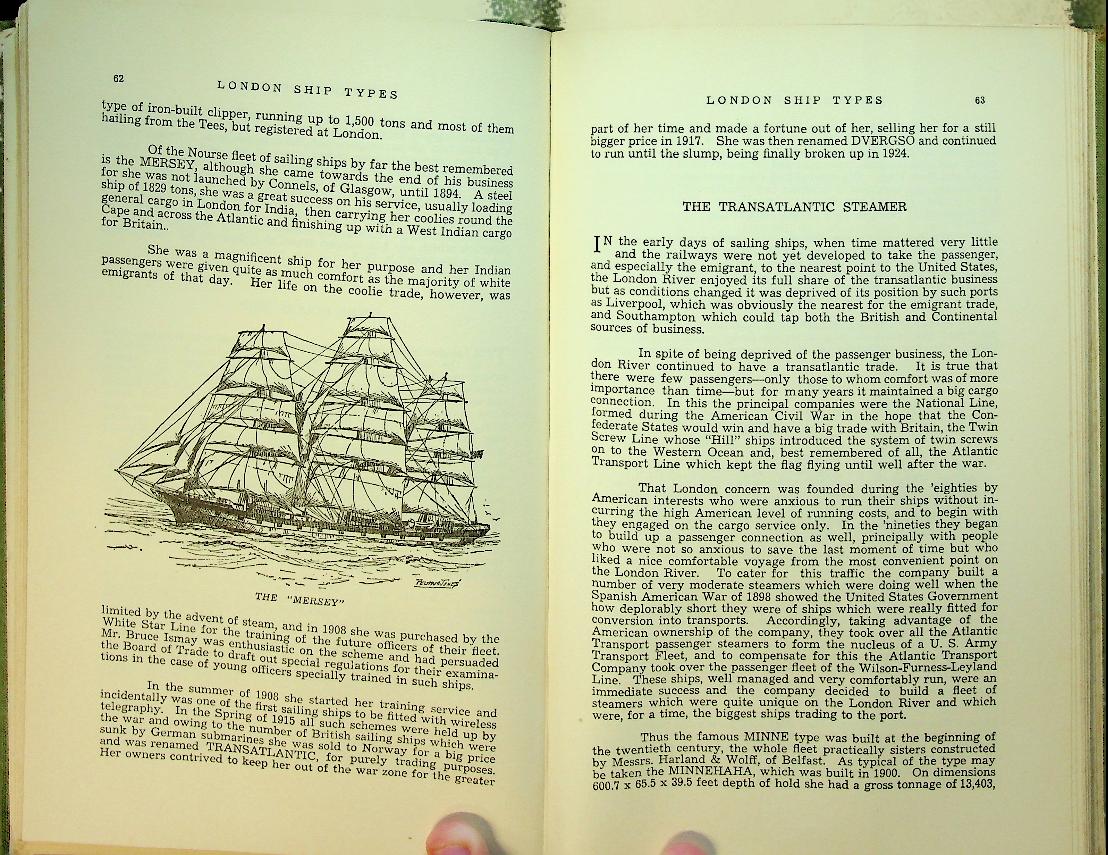 62
LONDON SHIP TYPES
type of iron-built clipper, running up to 1,500 tons and most of them
hailing from the Tees, but registered at London.
Of the Nourse fleet of sailing ships by far the best remembered
is the MERSEY, although she came towards the end of his business
for she was not launched by Connels, of Glasgow, until 1894. A steel
ship of 1829 tons, she was a great success on his service, usually loading
general cargo in London for India, then carrying her coolies round the
Cape and across the Atlantic and finishing up with a West Indian cargo
for Britain..
She was a magnificent ship for her purpose and her Indian
passengers were given quite as much comfort as the majority of white
emigrants of that day. Her life on the coolie trade, however, was
THE "MERSEY"
limited by the advent of steam, and in 1908 she was purchased by the
White Star Line for the training of the future officers of their fleet.
Mr. Bruce Ismay was enthusiastic on the scheme and had persuaded
the Board of Trade to draft out special regulations for their examina-
tions in the case of young officers specially trained in such ships.
In the summer of 1908 she started her training service and
incidentally was one of the first sailing ships to be fitted with wireless
telegraphy. In the Spring of 1915 all such schemes were held up by
the war and owing to the number of British sailing ships which were
sunk by German submarines she was sold to Norway for a big price
and was renamed TRANSATLANTIC, for purely trading purposes.
Her owners contrived to keep her out of the war zone for the greater
LONDON SHIP TYPES
63
part of her time and made a fortune out of her, selling her for a still
bigger price in 1917. She was then renamed DVERGSO and continued
to run until the slump, being finally broken up in 1924.
THE TRANSATLANTIC STEAMER
IN the early days of sailing ships, when time mattered very little
and the railways were not yet developed to take the passenger,
and especially the emigrant, to the nearest point to the United States,
the London River enjoyed its full share of the transatlantic business
but as conditions changed it was deprived of its position by such ports
as Liverpool, which was obviously the nearest for the emigrant trade,
and Southampton which could tap both the British and Continental
sources of business.
In spite of being deprived of the passenger business, the Lon-
don River continued to have a transatlantic trade. It is true that
there were few passengers—only those to whom comfort was of more
importance than time—but for many years it maintained a big cargo
connection. In this the principal companies were the National Line,
formed during the American Civil War in the hope that the Con-
federate States would win and have a big trade with Britain, the Twin
Screw Line whose "Hill" ships introduced the system of twin screws
on to the Western Ocean and, best remembered of all, the Atlantic
Transport Line which kept the flag flying until well after the war.
That London concern was founded during the 'eighties by
American interests who were anxious to run their ships without in-
curring the high American level of running costs, and to begin with
they engaged on the cargo service only. In the 'nineties they began
to build up a passenger connection as well, principally with people
who were not so anxious to save the last moment of time but who
liked a nice comfortable voyage from the most convenient point on
the London River. To cater for this traffic the company built a
number of very moderate steamers which were doing well when the
Spanish American War of 1898 showed the United States Government
how deplorably short they were of ships which were really fitted for
conversion into transports. Accordingly, taking advantage of the
American ownership of the company, they took over all the Atlantic
Transport passenger steamers to form the nucleus of a U. S. Army
Transport Fleet, and to compensate for this the Atlantic Transport
Company took over the passenger fleet of the Wilson-Furness-Leyland
Line. These ships, well managed and very comfortably run, were an
immediate success and the company decided to build a fleet of
steamers which were quite unique on the London River and which
were, for a time, the biggest ships trading to the port.
Thus the famous MINNE type was built at the beginning of
the twentieth century, the whole fleet practically sisters constructed
by Messrs. Harland & Wolff, of Belfast. As typical of the type may
be taken the MINNEHAHA, which was built in 1900. On dimensions
600.7 x 65.5 x 39.5 feet depth of hold she had a gross tonnage of 13,403,